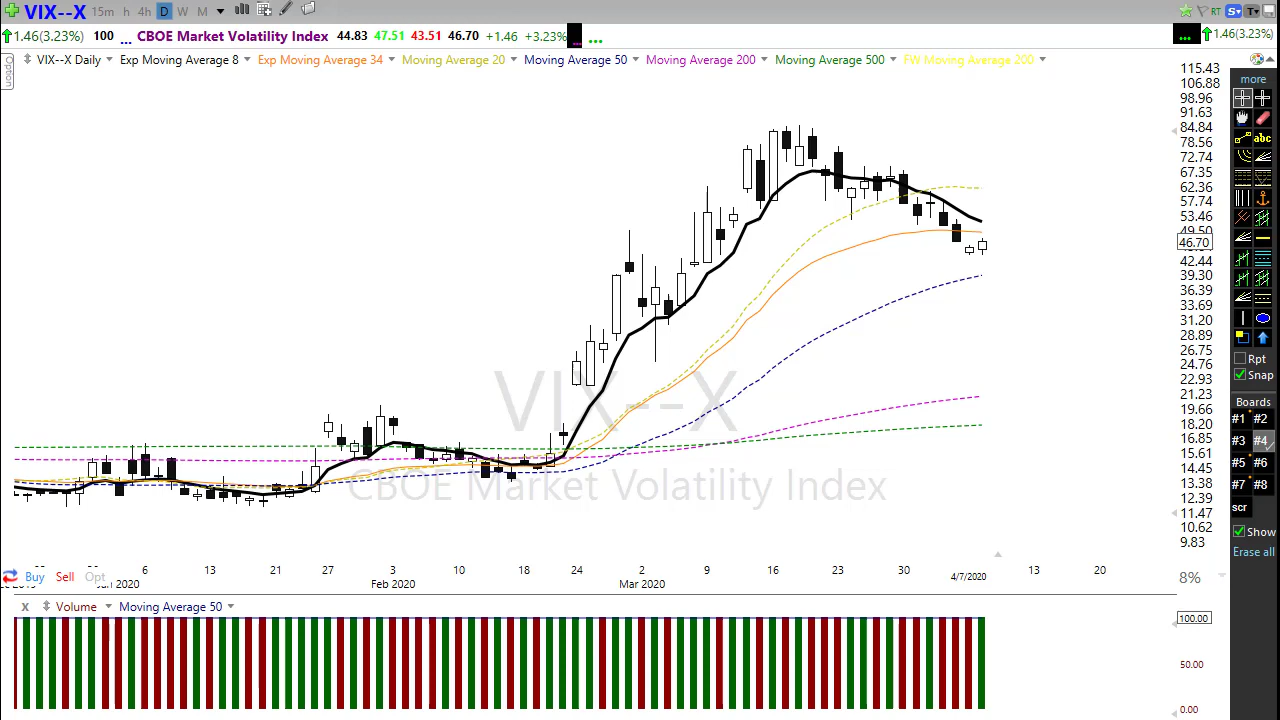 VIX--X 15m h 4h D W M RT S T
1.46(3.23%) 100 ... CBOE Market Volatility Index 44.83 47.51 43.51 46.70 +1.46 +3.23% ... ... 1.46(3.23%)
Option
VIX--X Daily Exp Moving Average 8 Exp Moving Average 34 Moving Average 20 Moving Average 50 Moving Average 200 Moving Average 500 FW Moving Average 200
115.43
106.88
98.96
91.63
84.84
78.56
72.74
67.35
62.36
57.74
53.46
49.50
46.70
42.44
39.30
36.39
33.69
31.20
28.89
26.75
24.76
22.93
21.23
19.66
18.20
16.85
15.61
14.45
13.38
12.39
11.47
10.62
9.83
VIX--X
CBOE Market Volatility Index
more
abc
Rpt
Snap
Boards
#1 #2
#3 #4
#5 #6
#7 #8
scr
Show
Erase all
6 13 21 27 3 10 18 24 2 9 16 23 30 4/7/2020 13 20
2020 Feb 2020 Mar 2020
Buy Sell Opt
8%
x Volume Moving Average 50
100.00
50.00
0.00